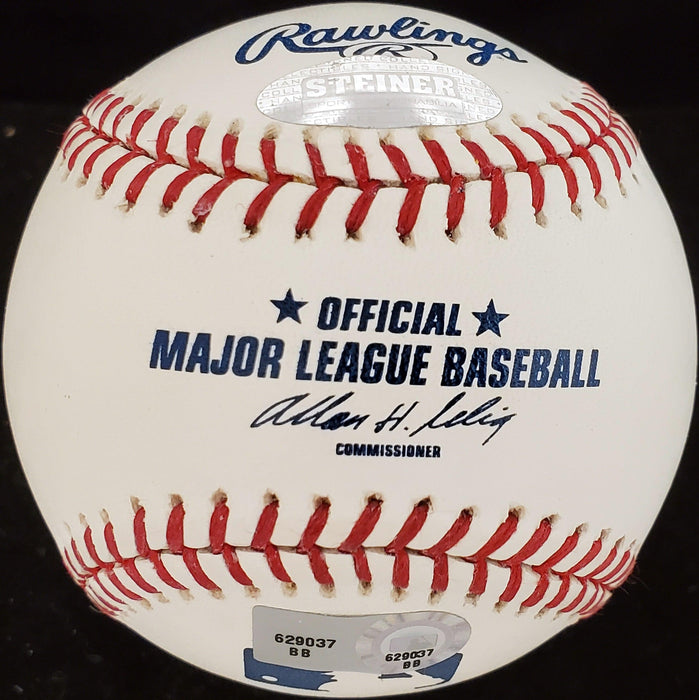 Rawlings
R
STEINER
★ OFFICIAL ★
MAJOR LEAGUE BASEBALL
Allan H. Selig
COMMISSIONER
629037
BB
629037
BB